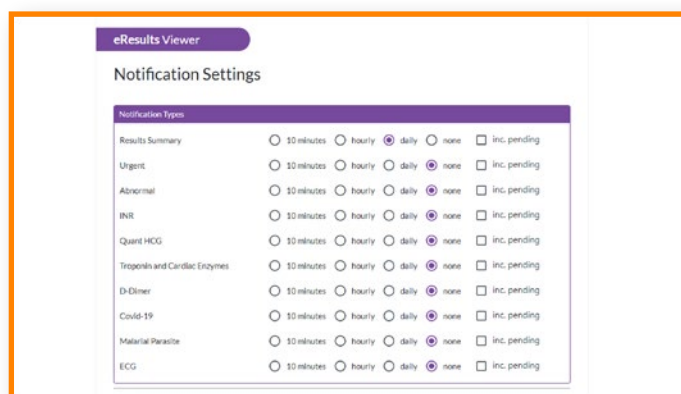 eResults Viewer
Notification Settings
Notification Types
Results Summary 10 minutes hourly daily none inc. pending
Urgent 10 minutes hourly daily none inc. pending
Abnormal 10 minutes hourly daily none inc. pending
INR 10 minutes hourly daily none inc. pending
Quant HCG 10 minutes hourly daily none inc. pending
Troponin and Cardiac Enzymes 10 minutes hourly daily none inc. pending
D-Dimer 10 minutes hourly daily none inc. pending
Covid-19 10 minutes hourly daily none inc. pending
Malarial Parasite 10 minutes hourly daily none inc. pending
ECG 10 minutes hourly daily none inc. pending